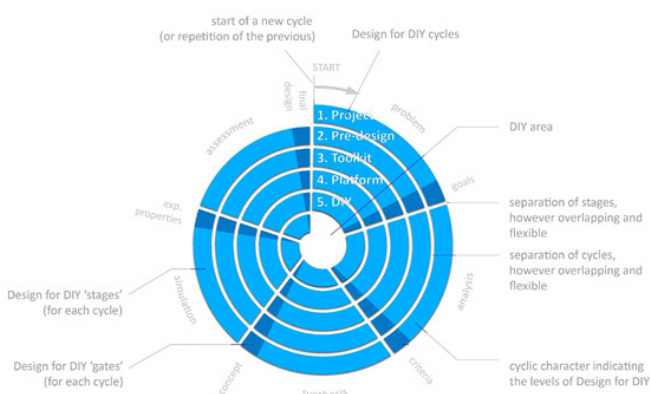 start of a new cycle
(or repetition of the previous)
Design for DIY cycles
START
final
design
problem
assessment
1. Project
2. Pre-design
3. Toolkit
4. Platform
5. DIY
DIY area
goals
exp.
properties
separation of stages,
however overlapping and
flexible
separation of cycles,
however overlapping and
flexible
analysis
Design for DIY 'stages'
(for each cycle)
simulation
Design for DIY 'gates'
(for each cycle)
concept
criteria
Synthesis
cyclic character indicating
the levels of Design for DIY